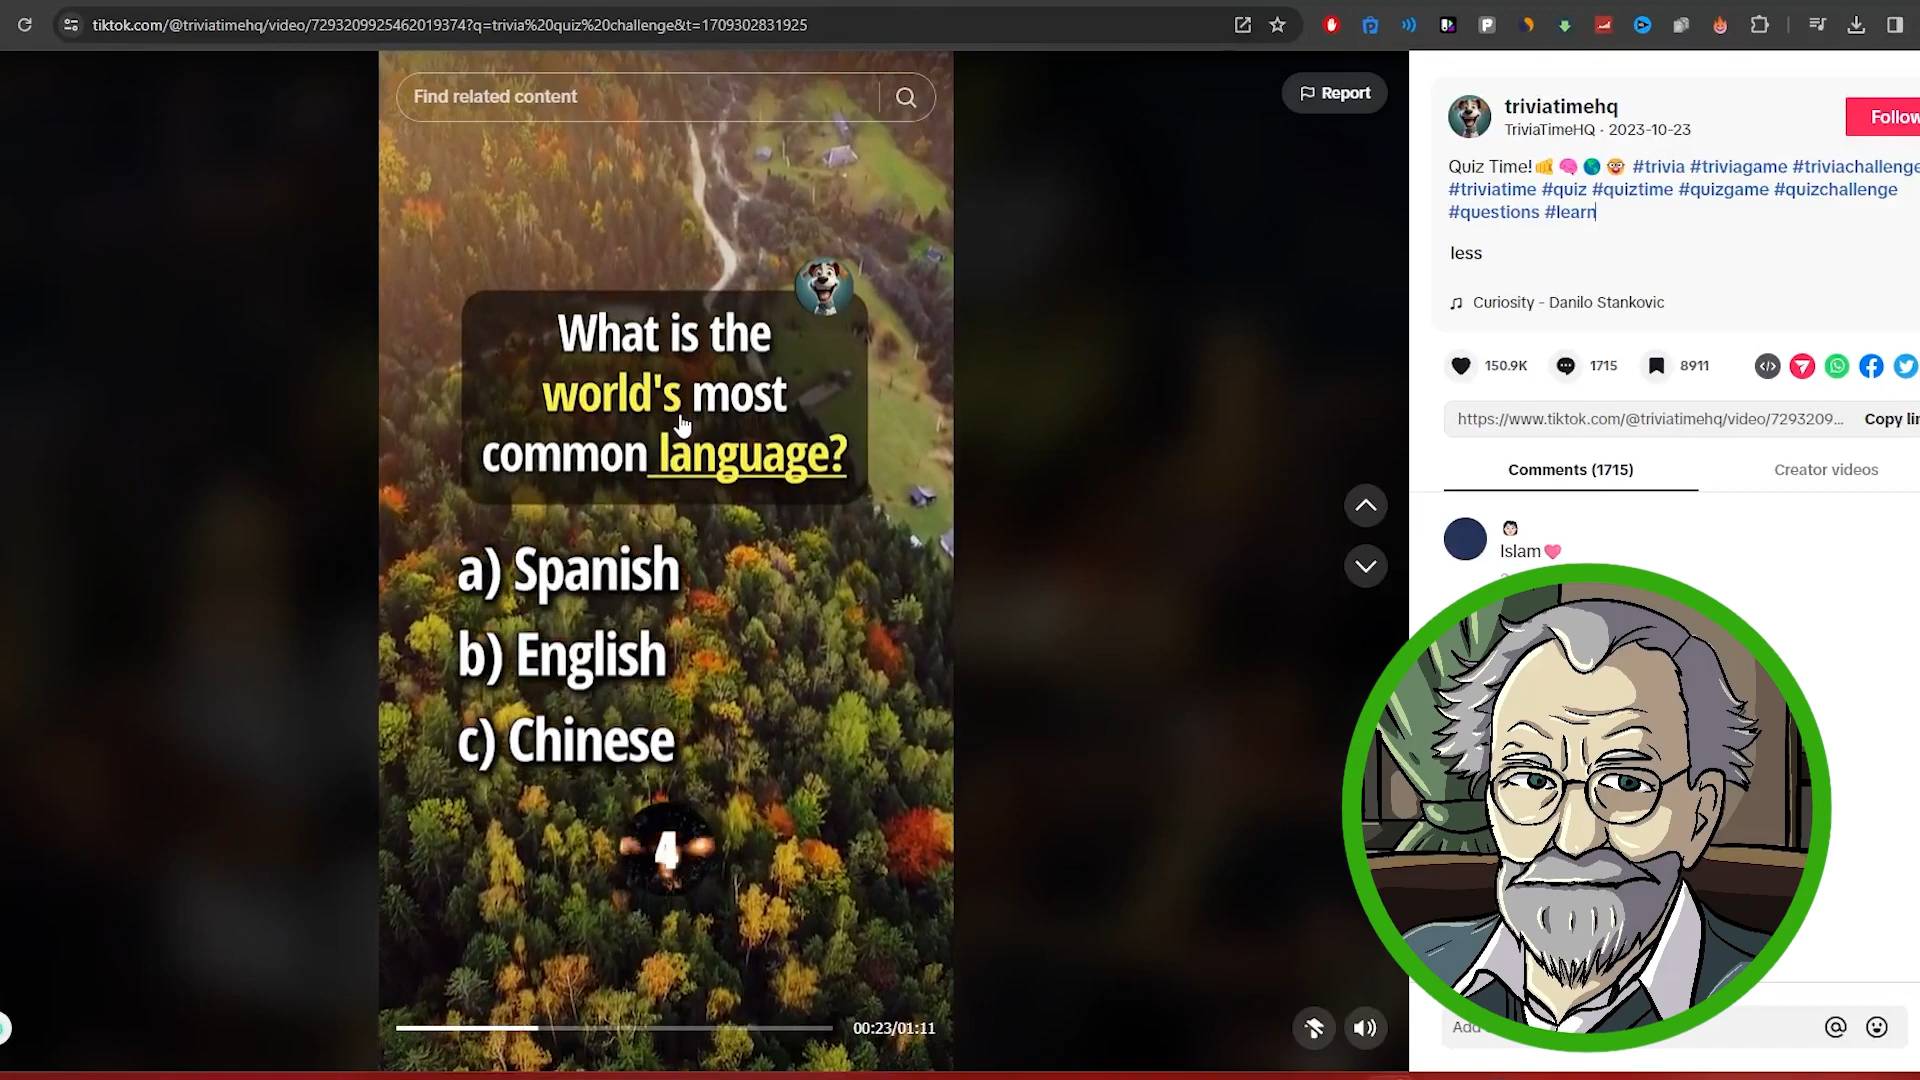 tiktok.com/@triviatimehq/video/7293209925462019374?q=trivia%20quiz%20challenge&t=1709302831925
Find related content
Report
What is the
world's most
common language?
a) Spanish
b) English
c) Chinese
4
00:23/01:11
triviatimehq
TriviaTimeHQ · 2023-10-23
Follow
Quiz Time! #trivia #triviagame #triviachallenge
#triviatime #quiz #quiztime #quizgame #quizchallenge
#questions #learn
less
Curiosity - Danilo Stankovic
150.9K
1715
8911
https://www.tiktok.com/@triviatimehq/video/7293209...
Copy lin
Comments (1715)
Creator videos
Islam
Add